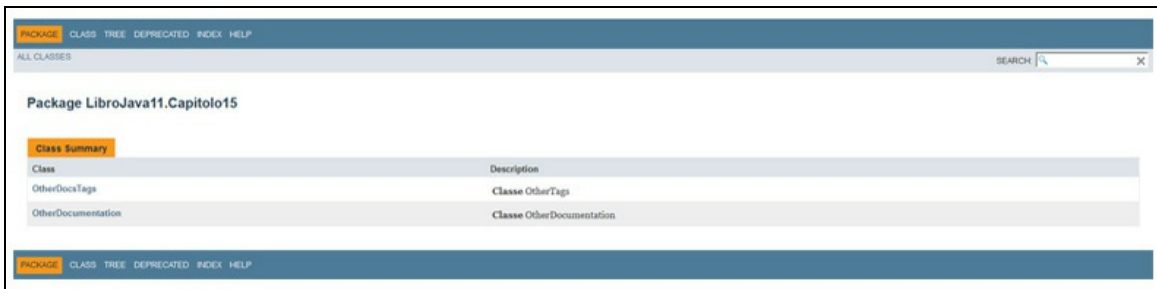 PACKAGE CLASS TREE DEPRECATED INDEX HELP
ALL CLASSES SEARCH:
Package LibroJava11.Capitolo15
Class Summary
Class Description
OtherDocsTags Classe OtherTags
OtherDocumentation Classe OtherDocumentation
PACKAGE CLASS TREE DEPRECATED INDEX HELP